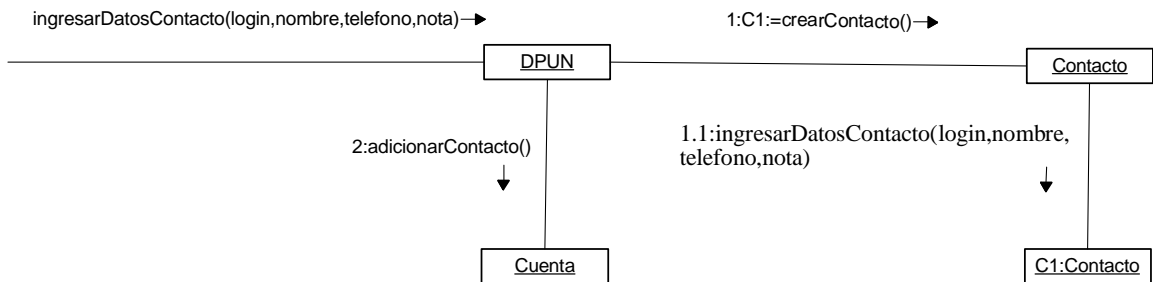 ingresarDatosContacto(login,nombre,telefono,nota)
1:C1:=crearContacto()
DPUN
Contacto
2:adicionarContacto()
1.1:ingresarDatosContacto(login,nombre,
telefono,nota)
Cuenta
C1:Contacto